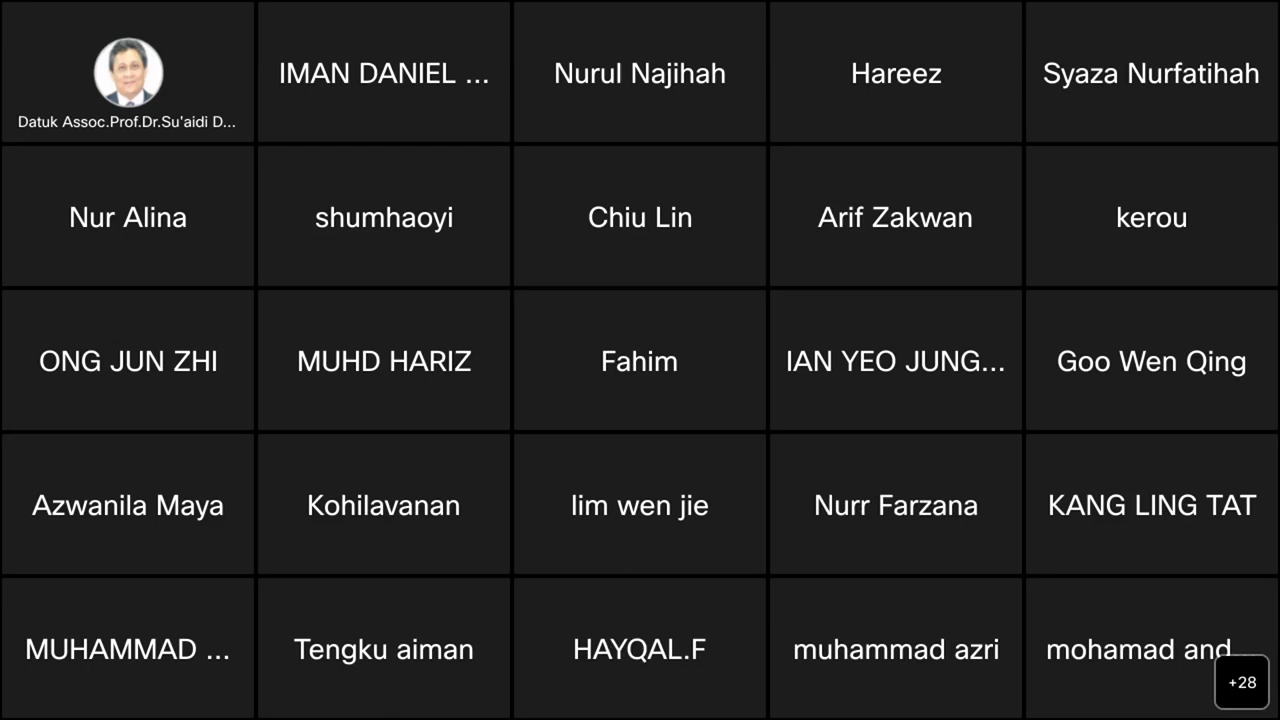 Datuk Assoc.Prof.Dr.Su'aidi D...
IMAN DANIEL ...
Nurul Najihah
Hareez
Syaza Nurfatihah
Nur Alina
shumhaoyi
Chiu Lin
Arif Zakwan
kerou
ONG JUN ZHI
MUHD HARIZ
Fahim
IAN YEO JUNG...
Goo Wen Qing
Azwanila Maya
Kohilavanan
lim wen jie
Nurr Farzana
KANG LING TAT
MUHAMMAD ...
Tengku aiman
HAYQAL.F
muhammad azri
mohamad and...
+28